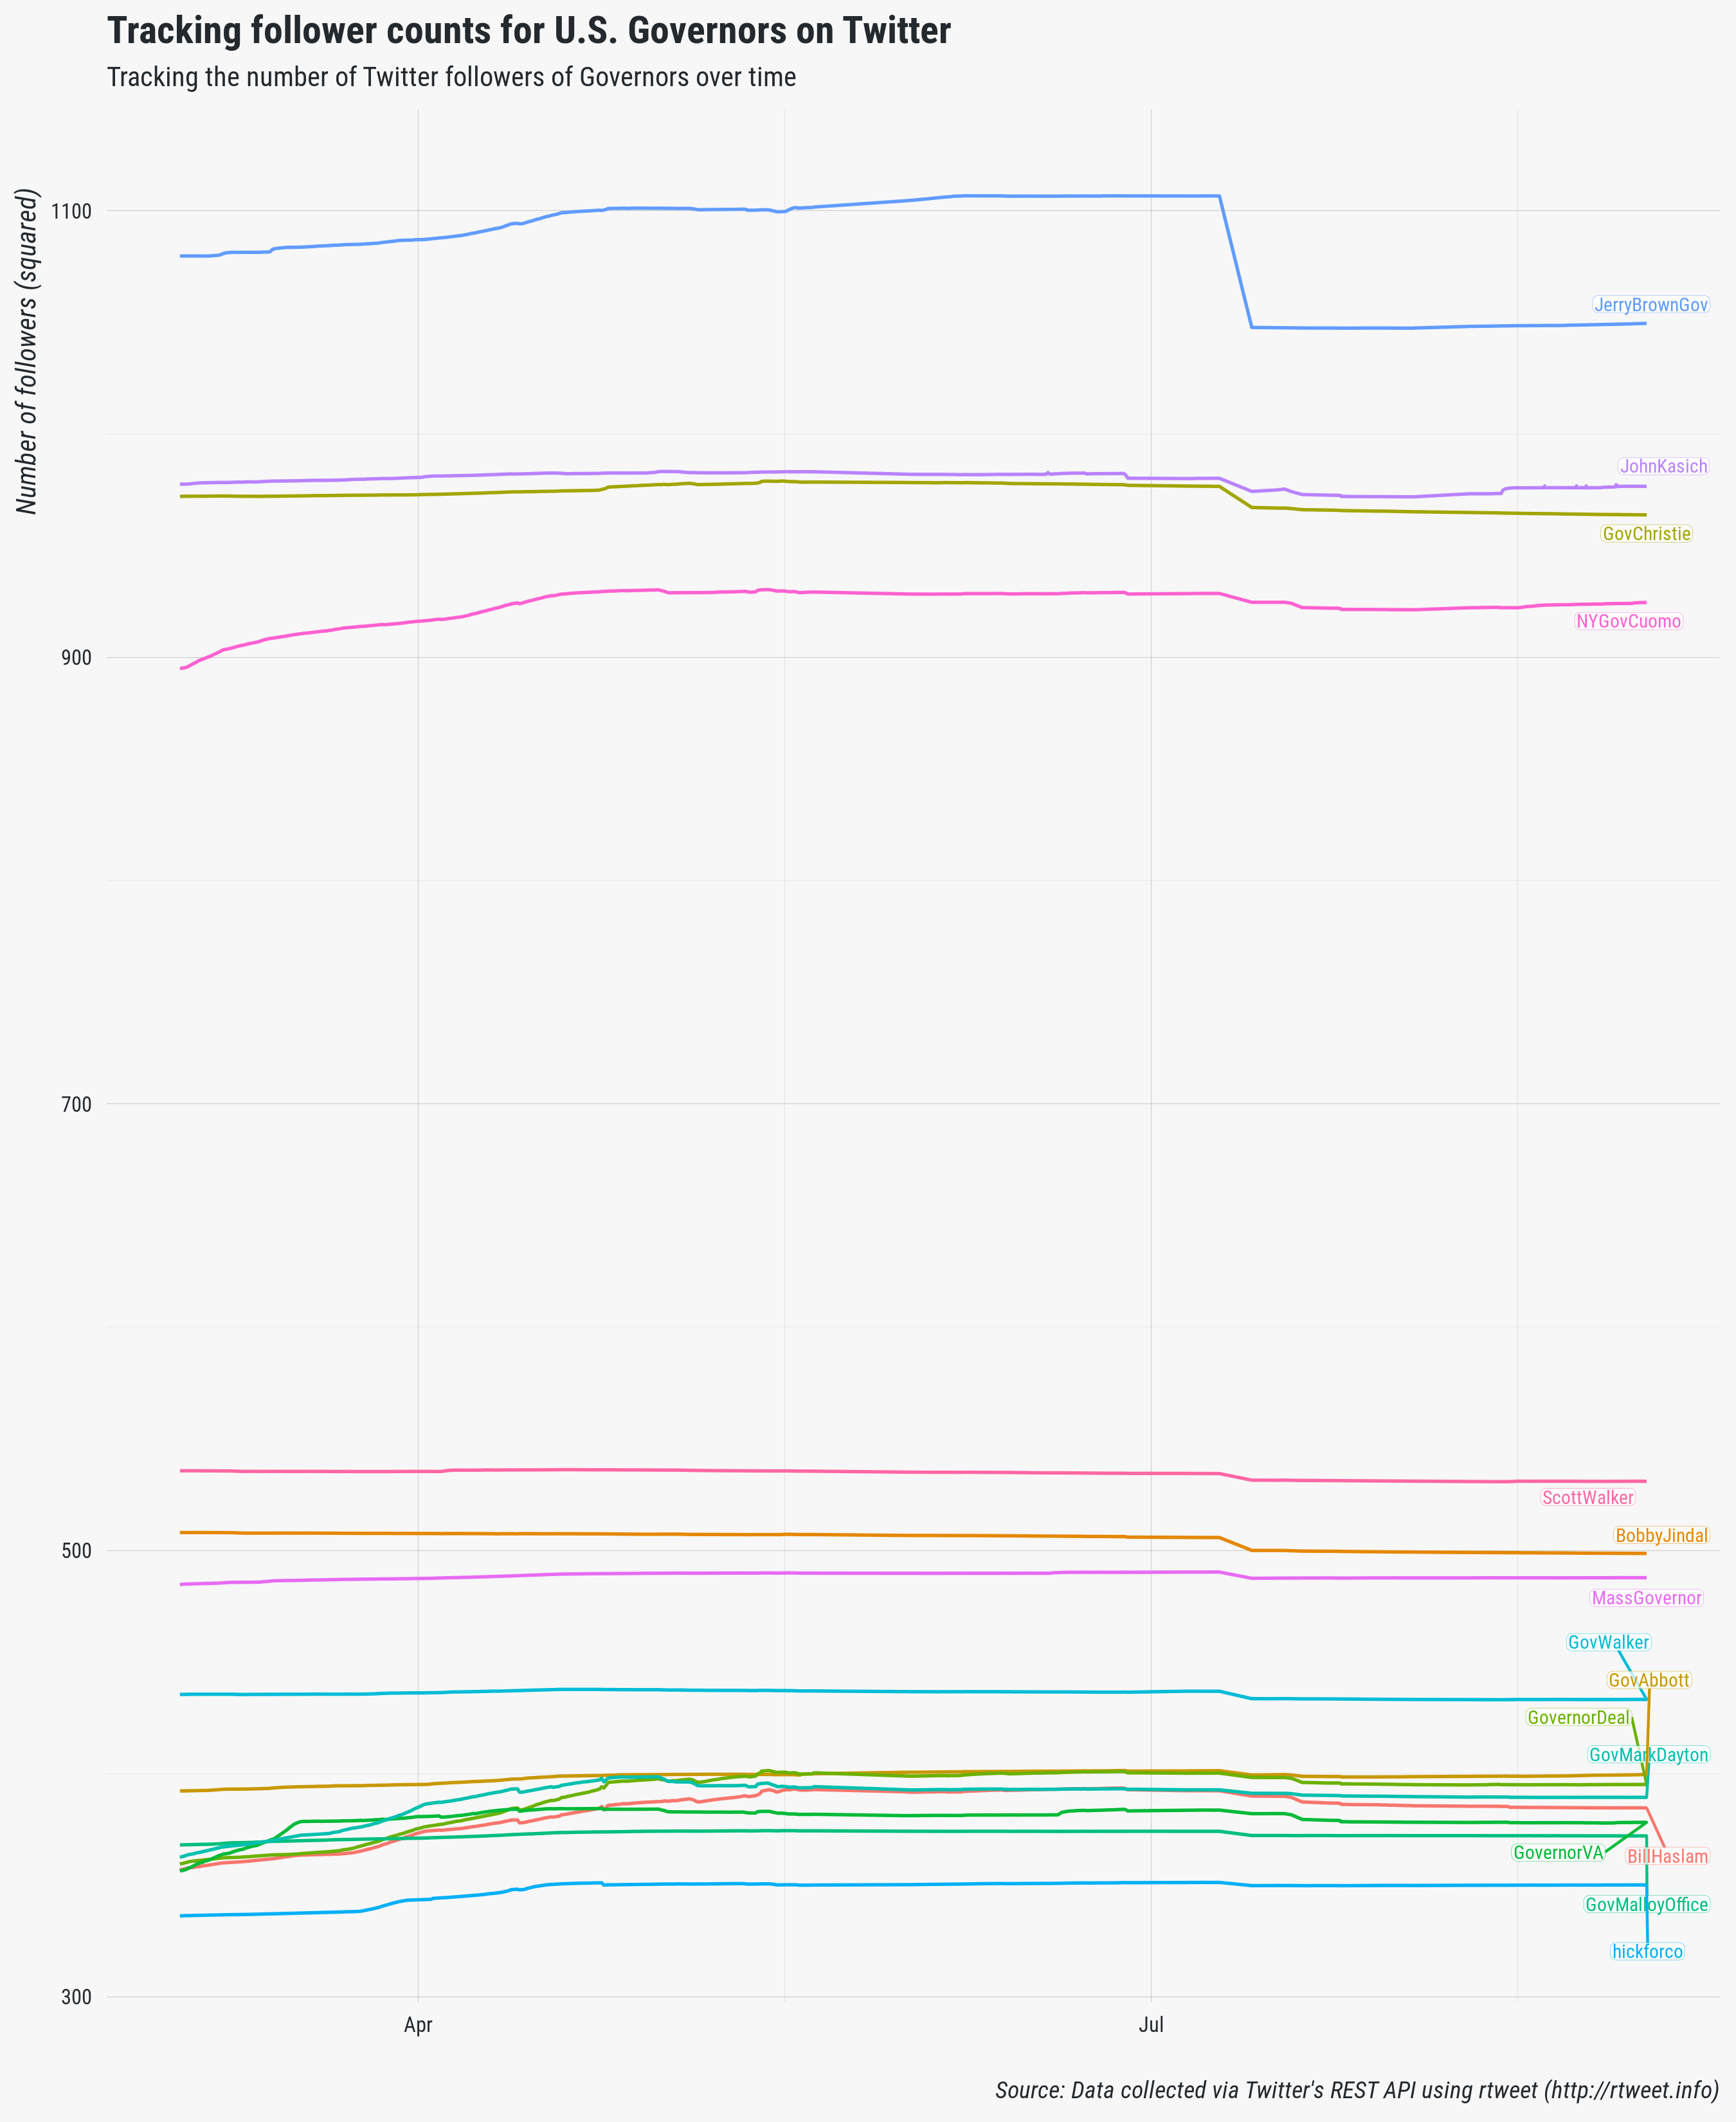 Tracking follower counts for U.S. Governors on Twitter
Tracking the number of Twitter followers of Governors over time
Number of followers (squared)
1100
900
700
500
300
JerryBrownGov
JohnKasich
GovChristie
NYGovCuomo
ScottWalker
BobbyJindal
MassGovernor
GovWalker
GovAbbott
GovernorDeal
GovMarkDayton
GovernorVA
BillHaslam
GovMalloyOffice
hickforco
Apr
Jul
Source: Data collected via Twitter's REST API using rtweet (http://rtweet.info)